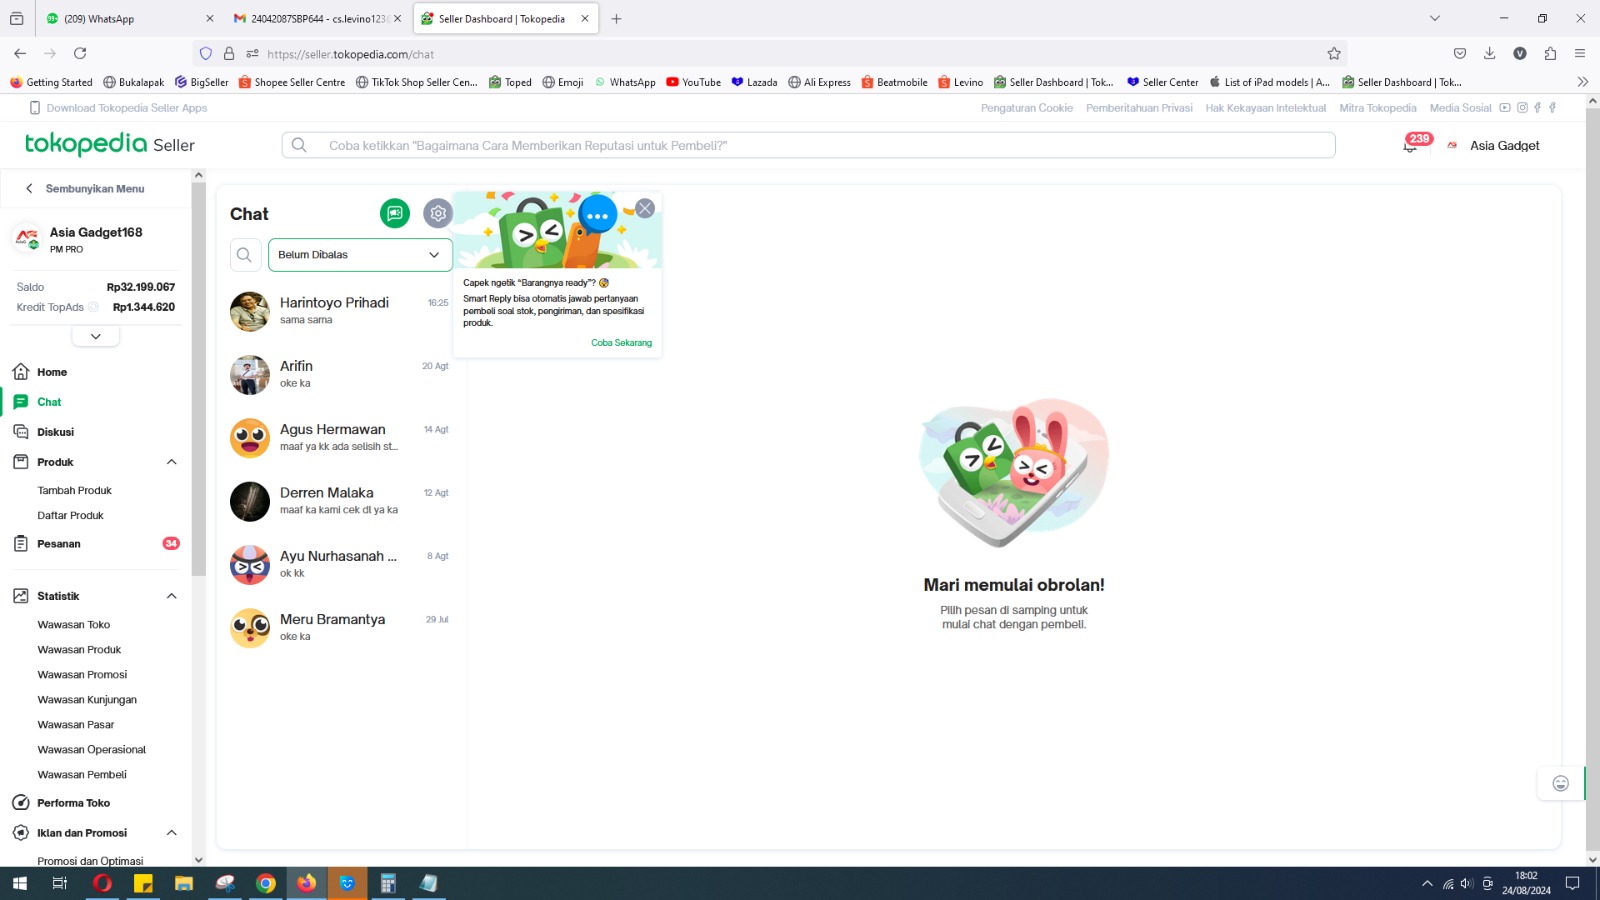 (209) WhatsApp
24042087SBP644 - cs.levino123@
Seller Dashboard | Tokopedia
https://seller.tokopedia.com/chat
Getting Started
Bukalapak
BigSeller
Shopee Seller Centre
TikTok Shop Seller Cen...
Toped
Emoji
WhatsApp
YouTube
Lazada
Ali Express
Beatmobile
Levino
Seller Dashboard | Tok...
Seller Center
List of iPad models | A...
Seller Dashboard | Tok...
Download Tokopedia Seller Apps
Pengaturan Cookie
Pemberitahuan Privasi
Hak Kekayaan Intelektual
Mitra Tokopedia
Media Sosial
tokopedia Seller
Coba ketikkan "Bagaimana Cara Memberikan Reputasi untuk Pembeli?"
239
Asia Gadget
Sembunyikan Menu
Asia Gadget168
PM PRO
Saldo
Rp32.199.067
Kredit TopAds
Rp1.344.620
Home
Chat
Diskusi
Produk
Tambah Produk
Daftar Produk
Pesanan
34
Statistik
Wawasan Toko
Wawasan Produk
Wawasan Promosi
Wawasan Kunjungan
Wawasan Pasar
Wawasan Operasional
Wawasan Pembeli
Performa Toko
Iklan dan Promosi
Promosi dan Optimasi
Chat
Belum Dibalas
Harintoyo Prihadi
16:25
sama sama
Arifin
20 Agt
oke ka
Agus Hermawan
14 Agt
maaf ya kk ada selisih st...
Derren Malaka
12 Agt
maaf ka kami cek dl ya ka
Ayu Nurhasanah ...
8 Agt
ok kk
Meru Bramantya
29 Jul
oke ka
Capek ngetik "Barangnya ready"? 🤯
Smart Reply bisa otomatis jawab pertanyaan
pembeli soal stok, pengiriman, dan spesifikasi
produk.
Coba Sekarang
Mari memulai obrolan!
Pilih pesan di samping untuk
mulai chat dengan pembeli.
18:02
24/08/2024